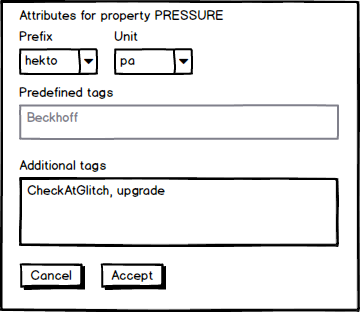 Attributes for property PRESSURE
Prefix Unit
hekto pa
Predefined tags
Beckhoff
Additional tags
CheckAtGlitch, upgrade
Cancel Accept